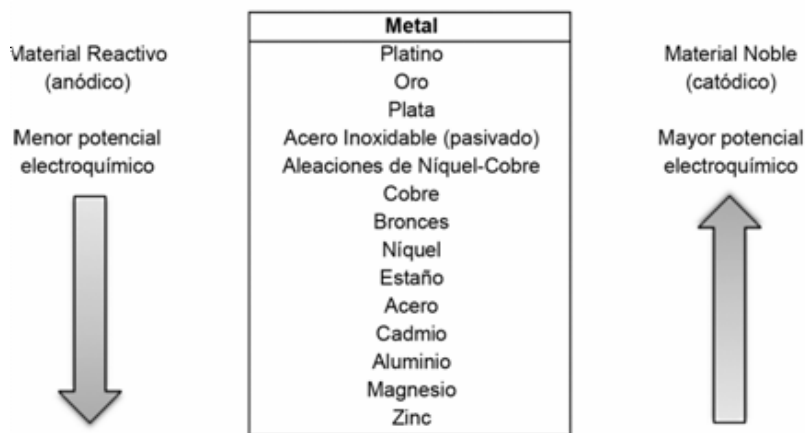 Metal
Material Reactivo
(anódico)
Menor potencial
electroquímico
Platino
Oro
Plata
Acero Inoxidable (pasivado)
Aleaciones de Níquel-Cobre
Cobre
Bronces
Níquel
Estaño
Acero
Cadmio
Aluminio
Magnesio
Zinc
Material Noble
(catódico)
Mayor potencial
electroquímico